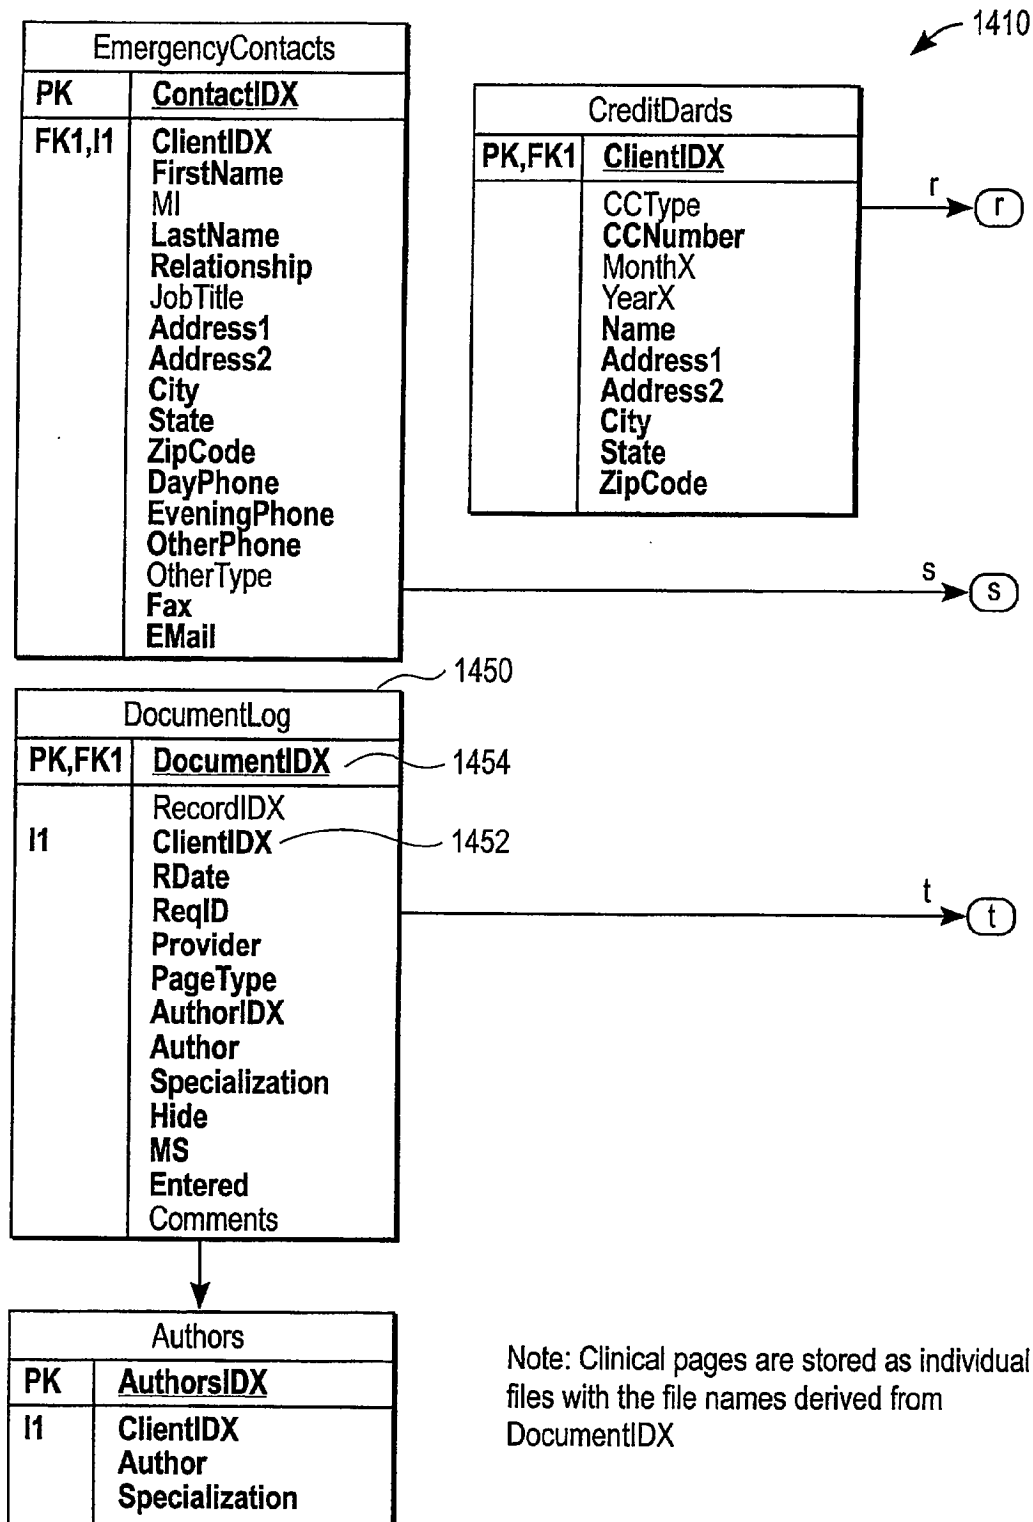 1410
EmergencyContacts
PK ContactIDX
FK1,I1 ClientIDX
FirstName
MI
LastName
Relationship
JobTitle
Address1
Address2
City
State
ZipCode
DayPhone
EveningPhone
OtherPhone
OtherType
Fax
EMail
CreditDards
PK,FK1 ClientIDX
CCType
CCNumber
MonthX
YearX
Name
Address1
Address2
City
State
ZipCode
r r
s s
1450
DocumentLog
PK,FK1 DocumentIDX 1454
RecordIDX
I1 ClientIDX 1452
RDate
ReqID
Provider
PageType
AuthorIDX
Author
Specialization
Hide
MS
Entered
Comments
t t
Authors
PK AuthorsIDX
I1 ClientIDX
Author
Specialization
Note: Clinical pages are stored as individual
files with the file names derived from
DocumentIDX